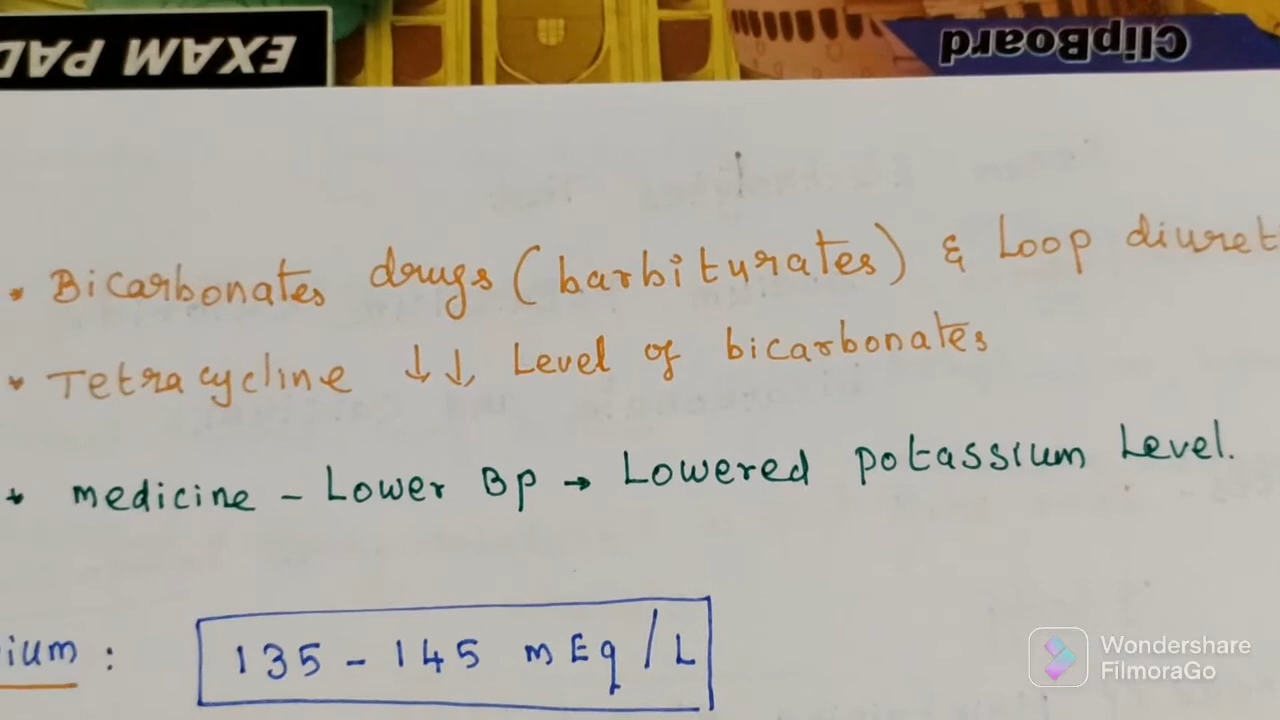 EXAM PAD
ClipBoard
• Bicarbonates drugs (barbiturates) & Loop diuret
• Tetracycline ↓↓ Level of bicarbonates
• medicine - Lower BP → Lowered potassium Level.
ium : 135 - 145 mEq/L
Wondershare
FilmoraGo